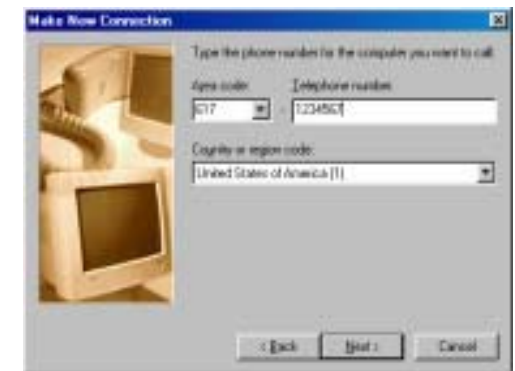 Make New Connection
Type the phone number for the computer you want to call:
Area code: Telephone number:
617 - 1234567
Country or region code:
United States of America (1)
< Back Next > Cancel